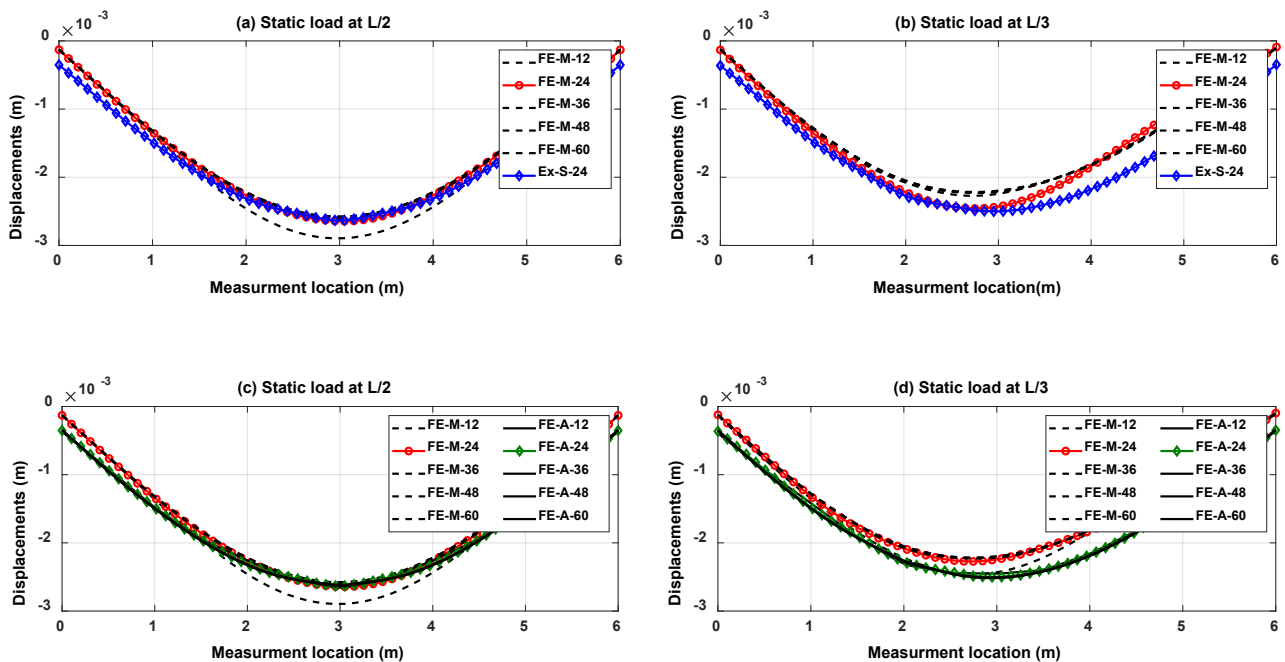 (a) Static load at L/2
× 10 -3
0
-1
-2
-3
Displacements (m)
0 1 2 3 4 5 6
Measurment location (m)
FE-M-12
FE-M-24
FE-M-36
FE-M-48
FE-M-60
Ex-S-24
(b) Static load at L/3
× 10 -3
0
-1
-2
-3
Displacements (m)
0 1 2 3 4 5 6
Measurment location(m)
FE-M-12
FE-M-24
FE-M-36
FE-M-48
FE-M-60
Ex-S-24
(c) Static load at L/2
× 10 -3
0
-1
-2
-3
Displacements (m)
0 1 2 3 4 5 6
Measurment location (m)
FE-M-12 FE-A-12
FE-M-24 FE-A-24
FE-M-36 FE-A-36
FE-M-48 FE-A-48
FE-M-60 FE-A-60
(d) Static load at L/3
× 10 -3
0
-1
-2
-3
Displacements (m)
0 1 2 3 4 5 6
Measurment location (m)
FE-M-12 FE-A-12
FE-M-24 FE-A-24
FE-M-36 FE-A-36
FE-M-48 FE-A-48
FE-M-60 FE-A-60